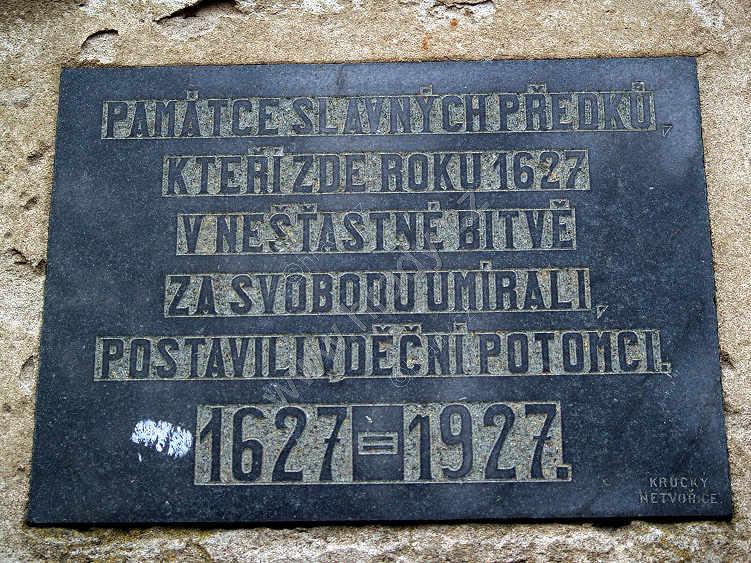 PAMÁTCE SLAVNÝCH PŘEDKŮ,
KTEŘÍ ZDE ROKU 1627
V NEŠŤASTNÉ BITVĚ
ZA SVOBODU UMÍRALI,
POSTAVILI VDĚČNÍ POTOMCI.
1627=1927.
KRUCKÝ
NETVOŘICE.